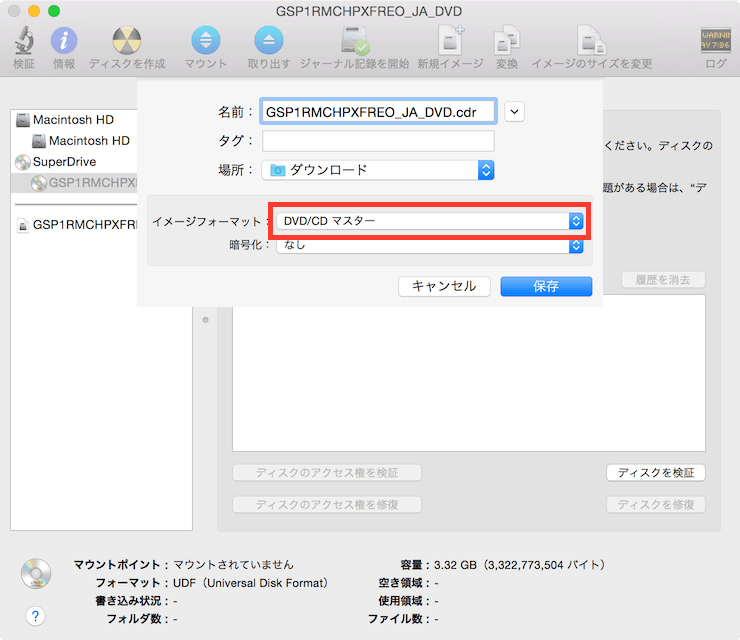 GSP1RMCHPXFREO_JA_DVD
検証
情報
ディスクを作成
マウント
取り出す
ジャーナル記録を開始
新規イメージ
変換
イメージのサイズを変更
ログ
WARNIN
AY 7:36
名前：
GSP1RMCHPXFREO_JA_DVD.cdr
タグ：
場所：
ダウンロード
イメージフォーマット：
DVD/CD マスター
暗号化：
なし
キャンセル
保存
Macintosh HD
Macintosh HD
SuperDrive
GSP1RMCHPX
GSP1RMCHPXFR
ください。ディスクの
題がある場合は、“デ
履歴を消去
ディスクのアクセス権を検証
ディスクを検証
ディスクのアクセス権を修復
ディスクを修復
マウントポイント： マウントされていません
フォーマット： UDF（Universal Disk Format）
書き込み状況： -
フォルダ数： -
容量： 3.32 GB（3,322,773,504 バイト）
空き領域： -
使用領域： -
ファイル数： -
?